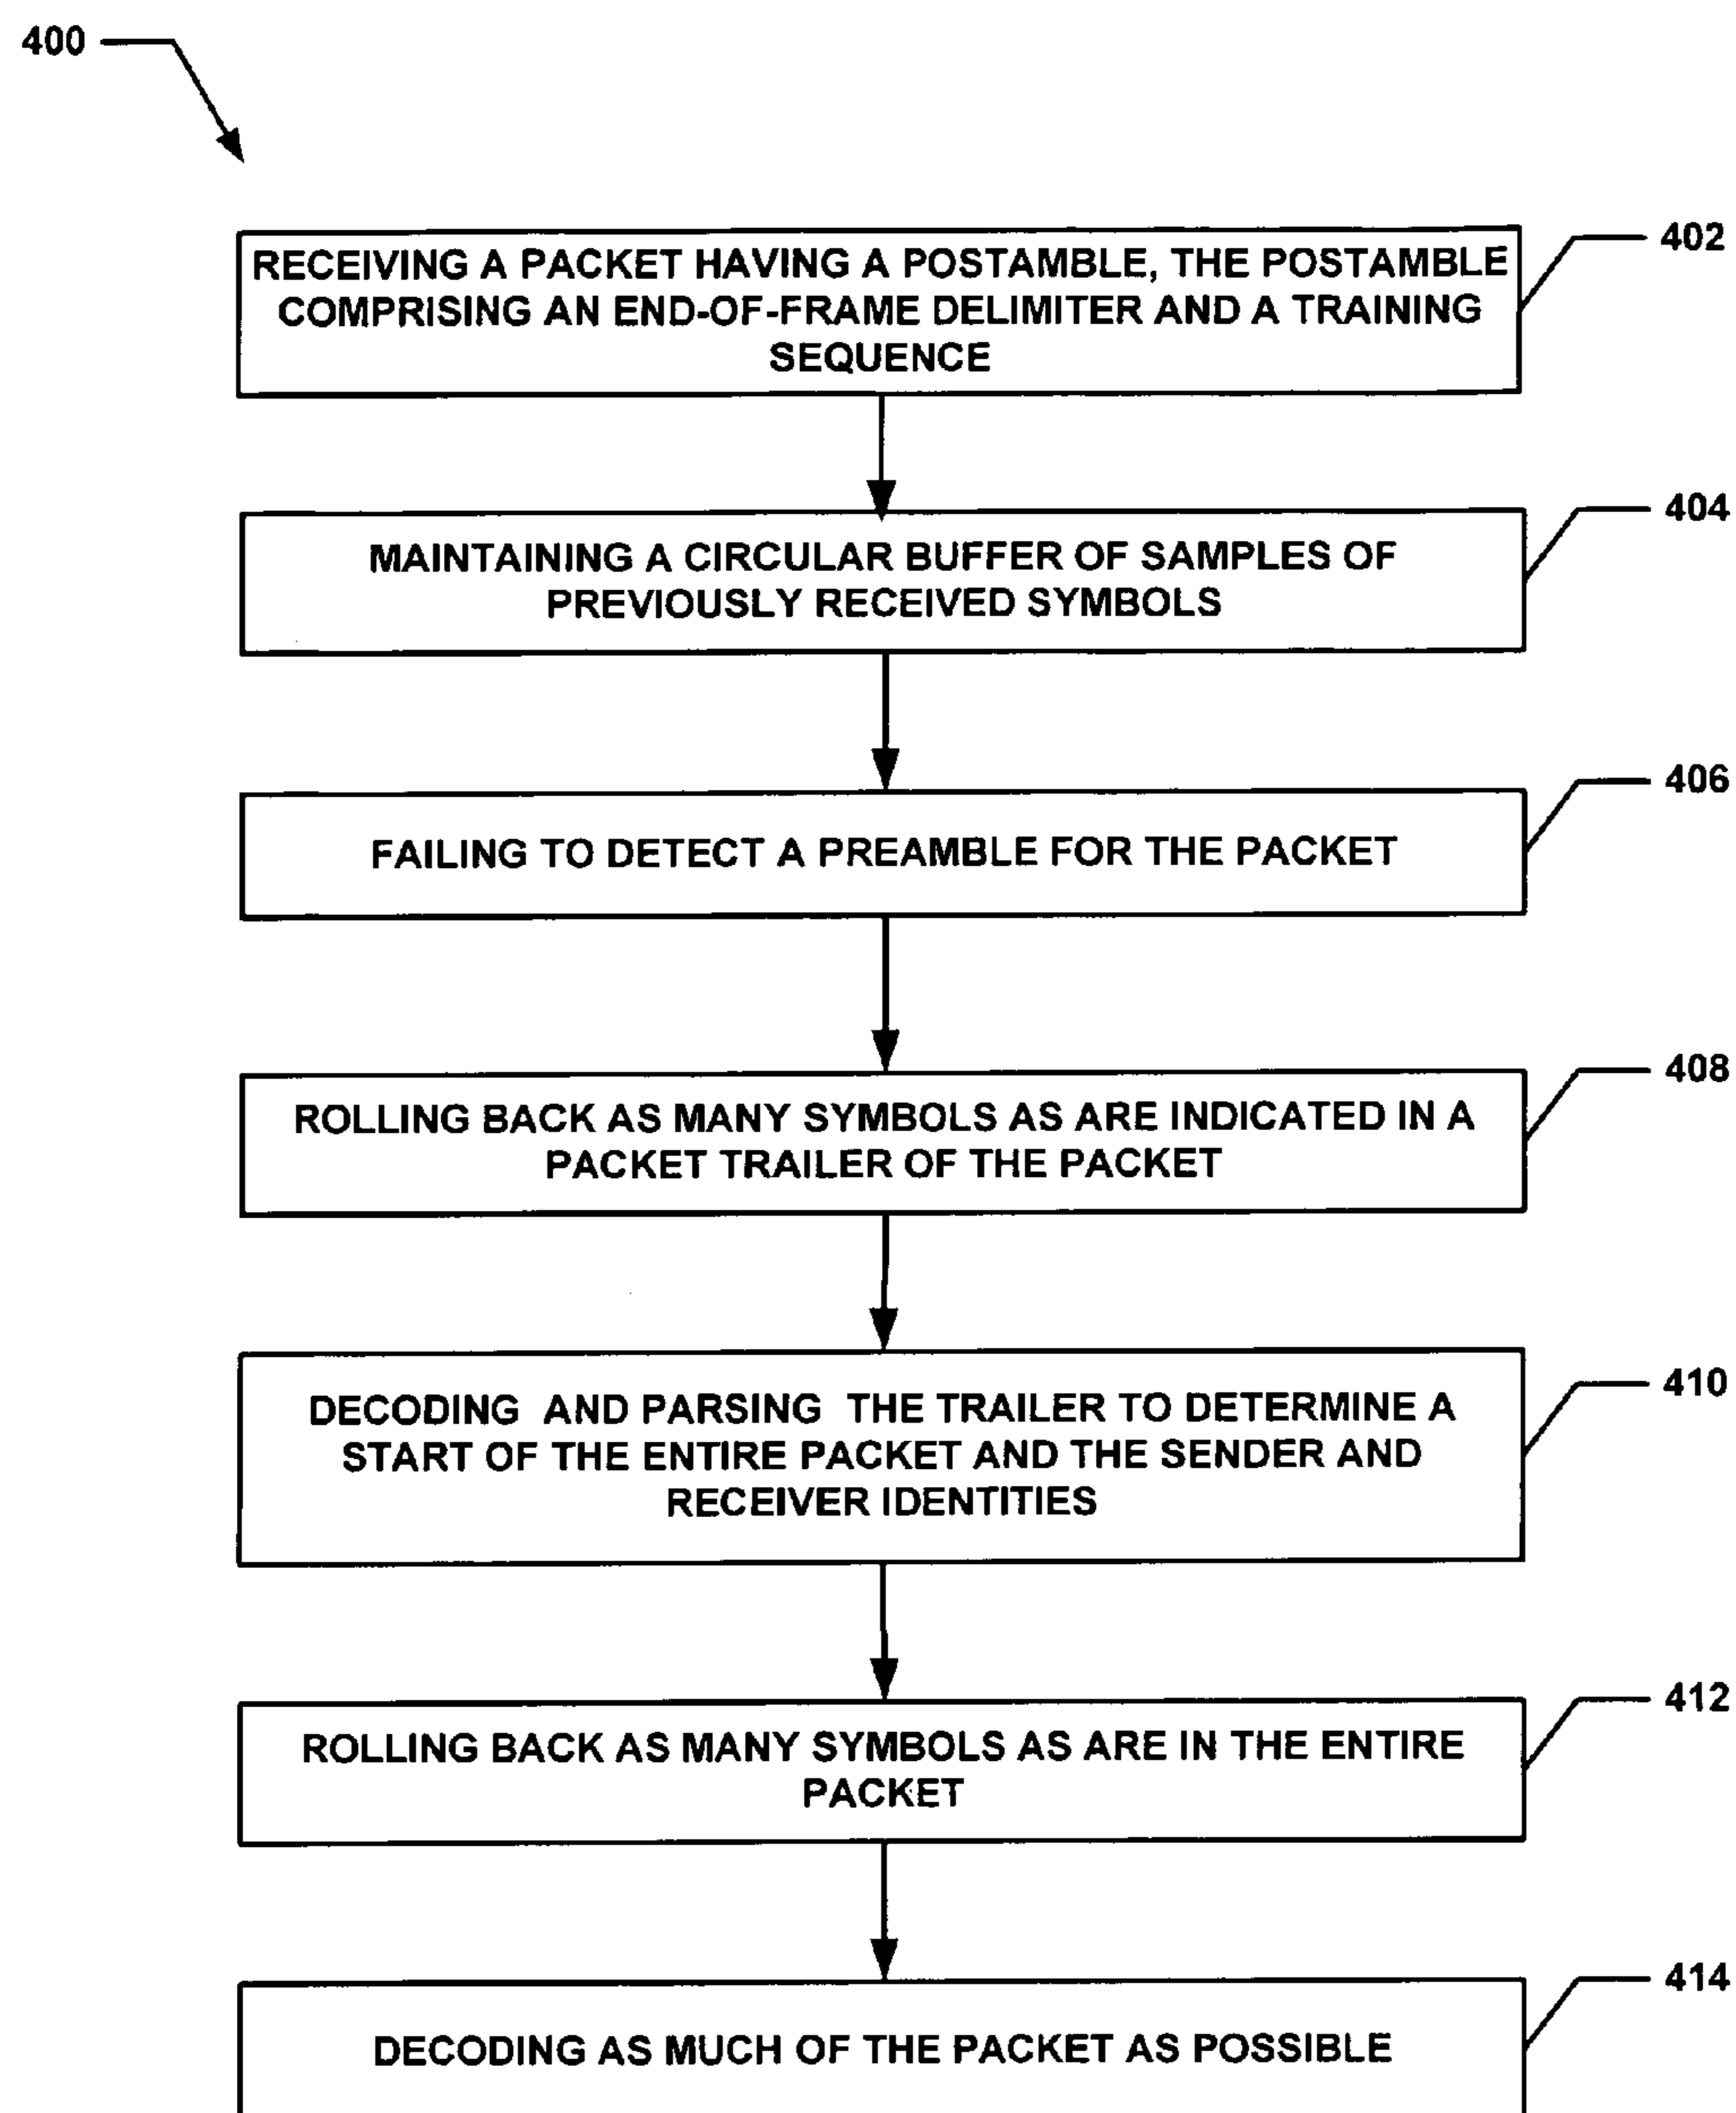 400
402
RECEIVING A PACKET HAVING A POSTAMBLE, THE POSTAMBLE
COMPRISING AN END-OF-FRAME DELIMITER AND A TRAINING
SEQUENCE
404
MAINTAINING A CIRCULAR BUFFER OF SAMPLES OF
PREVIOUSLY RECEIVED SYMBOLS
406
FAILING TO DETECT A PREAMBLE FOR THE PACKET
408
ROLLING BACK AS MANY SYMBOLS AS ARE INDICATED IN A
PACKET TRAILER OF THE PACKET
410
DECODING AND PARSING THE TRAILER TO DETERMINE A
START OF THE ENTIRE PACKET AND THE SENDER AND
RECEIVER IDENTITIES
412
ROLLING BACK AS MANY SYMBOLS AS ARE IN THE ENTIRE
PACKET
414
DECODING AS MUCH OF THE PACKET AS POSSIBLE